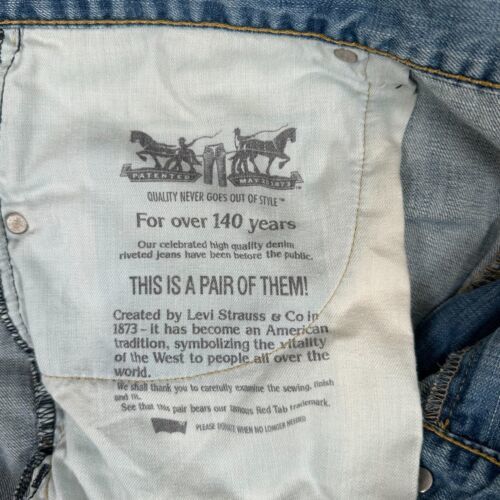 PATENTED
MAY 20 1873
QUALITY NEVER GOES OUT OF STYLE™
For over 140 years
Our celebrated high quality denim
riveted jeans have been before the public.
THIS IS A PAIR OF THEM!
Created by Levi Strauss & Co in
1873 - it has become an American
tradition, symbolizing the vitality
of the West to people all over the
world.
We shall thank you to carefully examine the sewing, finish
and fit.
See that this pair bears our famous Red Tab trademark.
PLEASE DONATE WHEN NO LONGER NEEDED